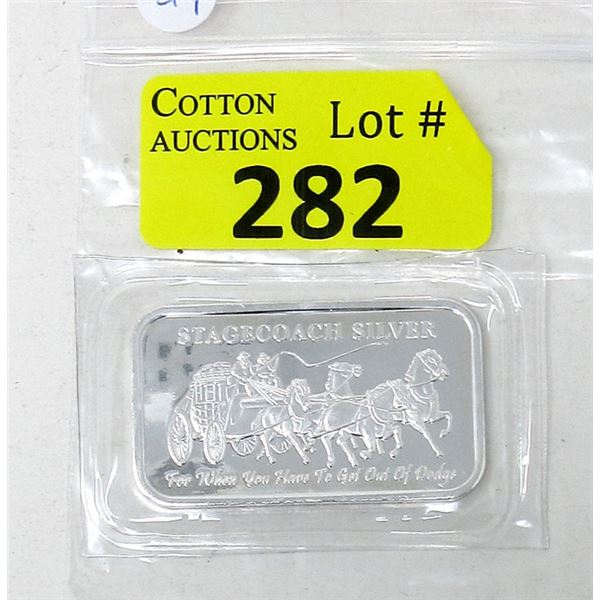 COTTON
AUCTIONS
Lot #
282
STAGECOACH SILVER
For When You Have To Get Out Of Dodge